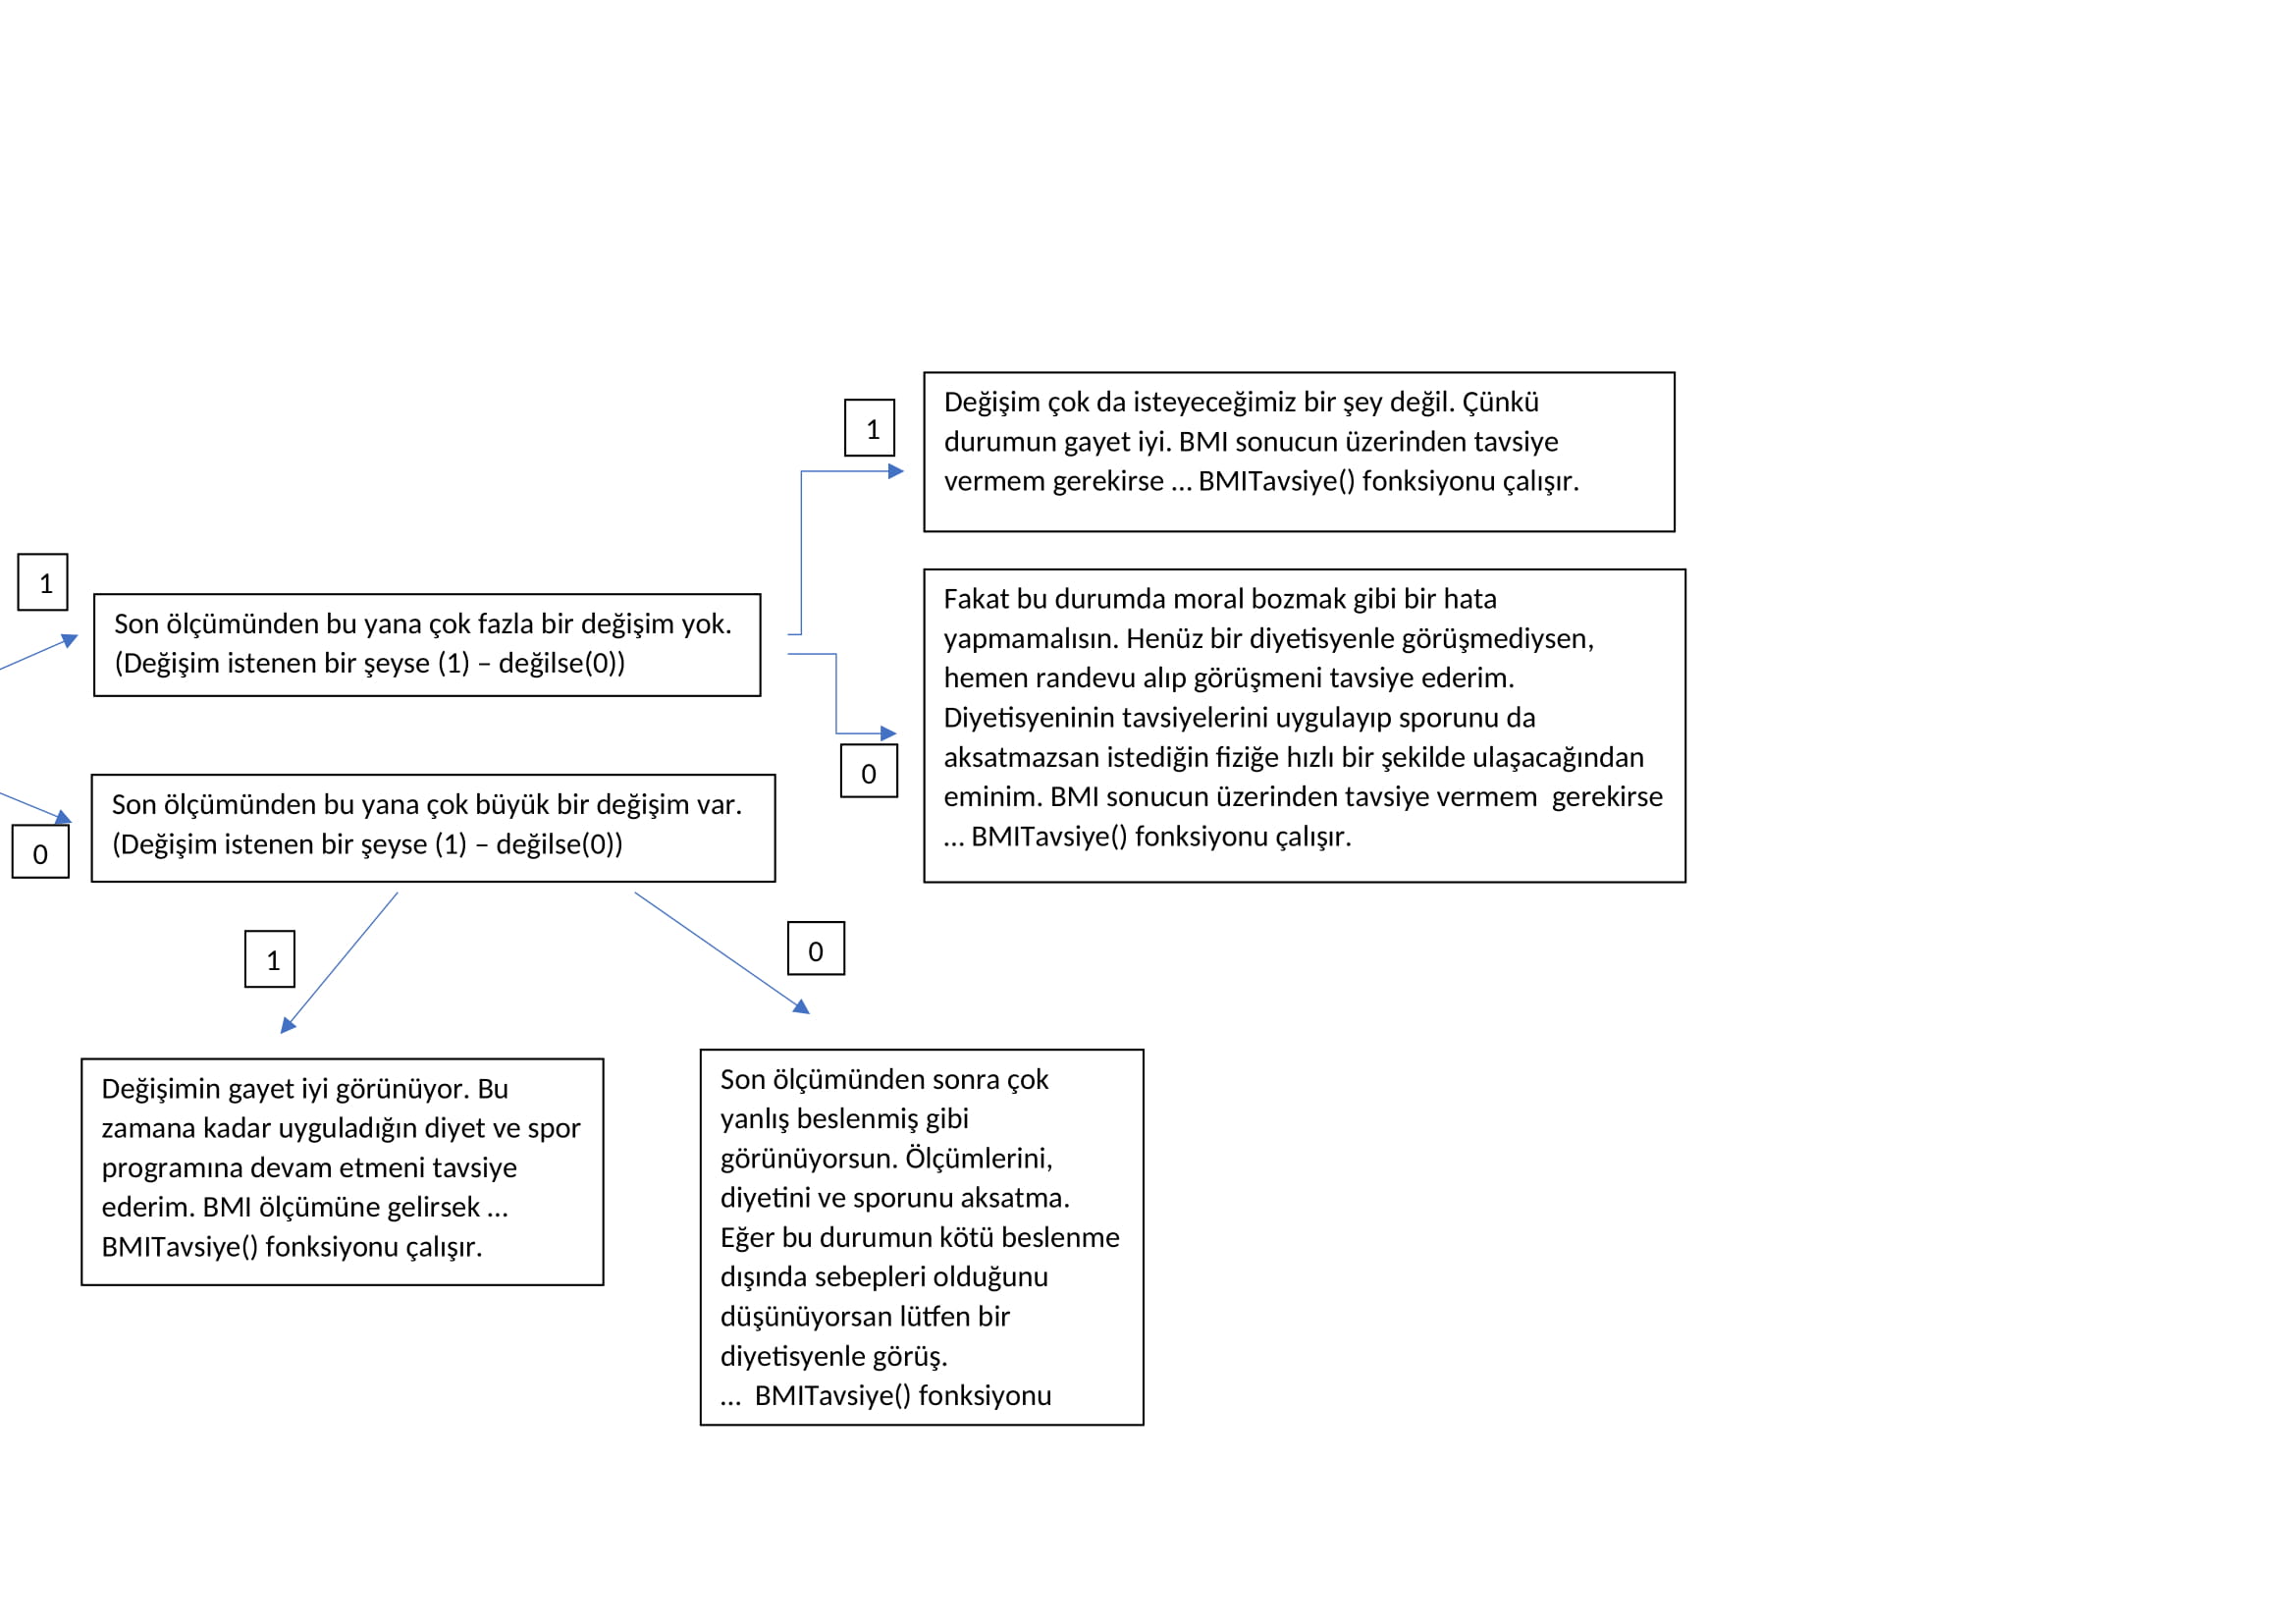 1
Değişim çok da isteyeceğimiz bir şey değil. Çünkü
durumun gayet iyi. BMI sonucun üzerinden tavsiye
vermem gerekirse … BMITavsiye() fonksiyonu çalışır.
1
Son ölçümünden bu yana çok fazla bir değişim yok.
(Değişim istenen bir şeyse (1) – değilse(0))
Fakat bu durumda moral bozmak gibi bir hata
yapmamalısın. Henüz bir diyetisyenle görüşmediysen,
hemen randevu alıp görüşmeni tavsiye ederim.
Diyetisyeninin tavsiyelerini uygulayıp sporunu da
aksatmazsan istediğin fiziğe hızlı bir şekilde ulaşacağından
eminim. BMI sonucun üzerinden tavsiye vermem  gerekirse
… BMITavsiye() fonksiyonu çalışır.
0
0
Son ölçümünden bu yana çok büyük bir değişim var.
(Değişim istenen bir şeyse (1) – değilse(0))
1
0
Değişimin gayet iyi görünüyor. Bu
zamana kadar uyguladığın diyet ve spor
programına devam etmeni tavsiye
ederim. BMI ölçümüne gelirsek …
BMITavsiye() fonksiyonu çalışır.
Son ölçümünden sonra çok
yanlış beslenmiş gibi
görünüyorsun. Ölçümlerini,
diyetini ve sporunu aksatma.
Eğer bu durumun kötü beslenme
dışında sebepleri olduğunu
düşünüyorsan lütfen bir
diyetisyenle görüş.
…  BMITavsiye() fonksiyonu